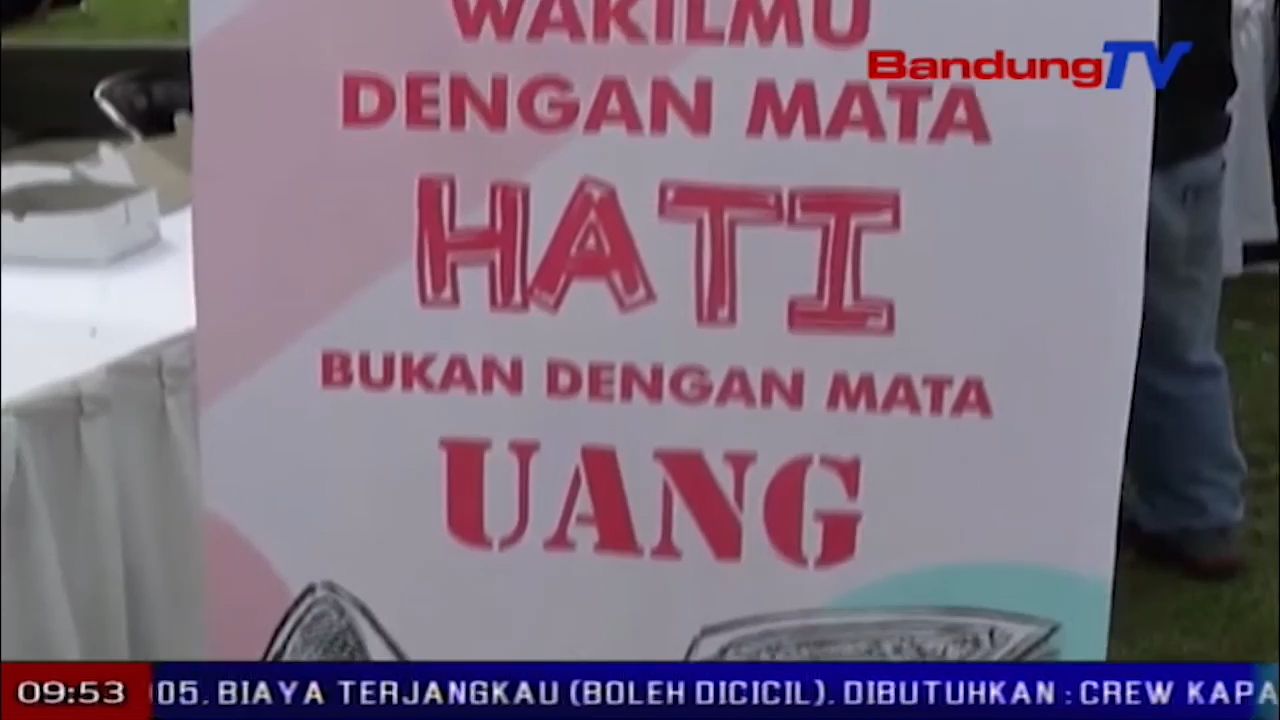 WAKILMU
BandungTV
DENGAN MATA
HATI
BUKAN DENGAN MATA
UANG
09:53 05. BIAYA TERJANGKAU (BOLEH DICICIL). DIBUTUHKAN : CREW KAPA